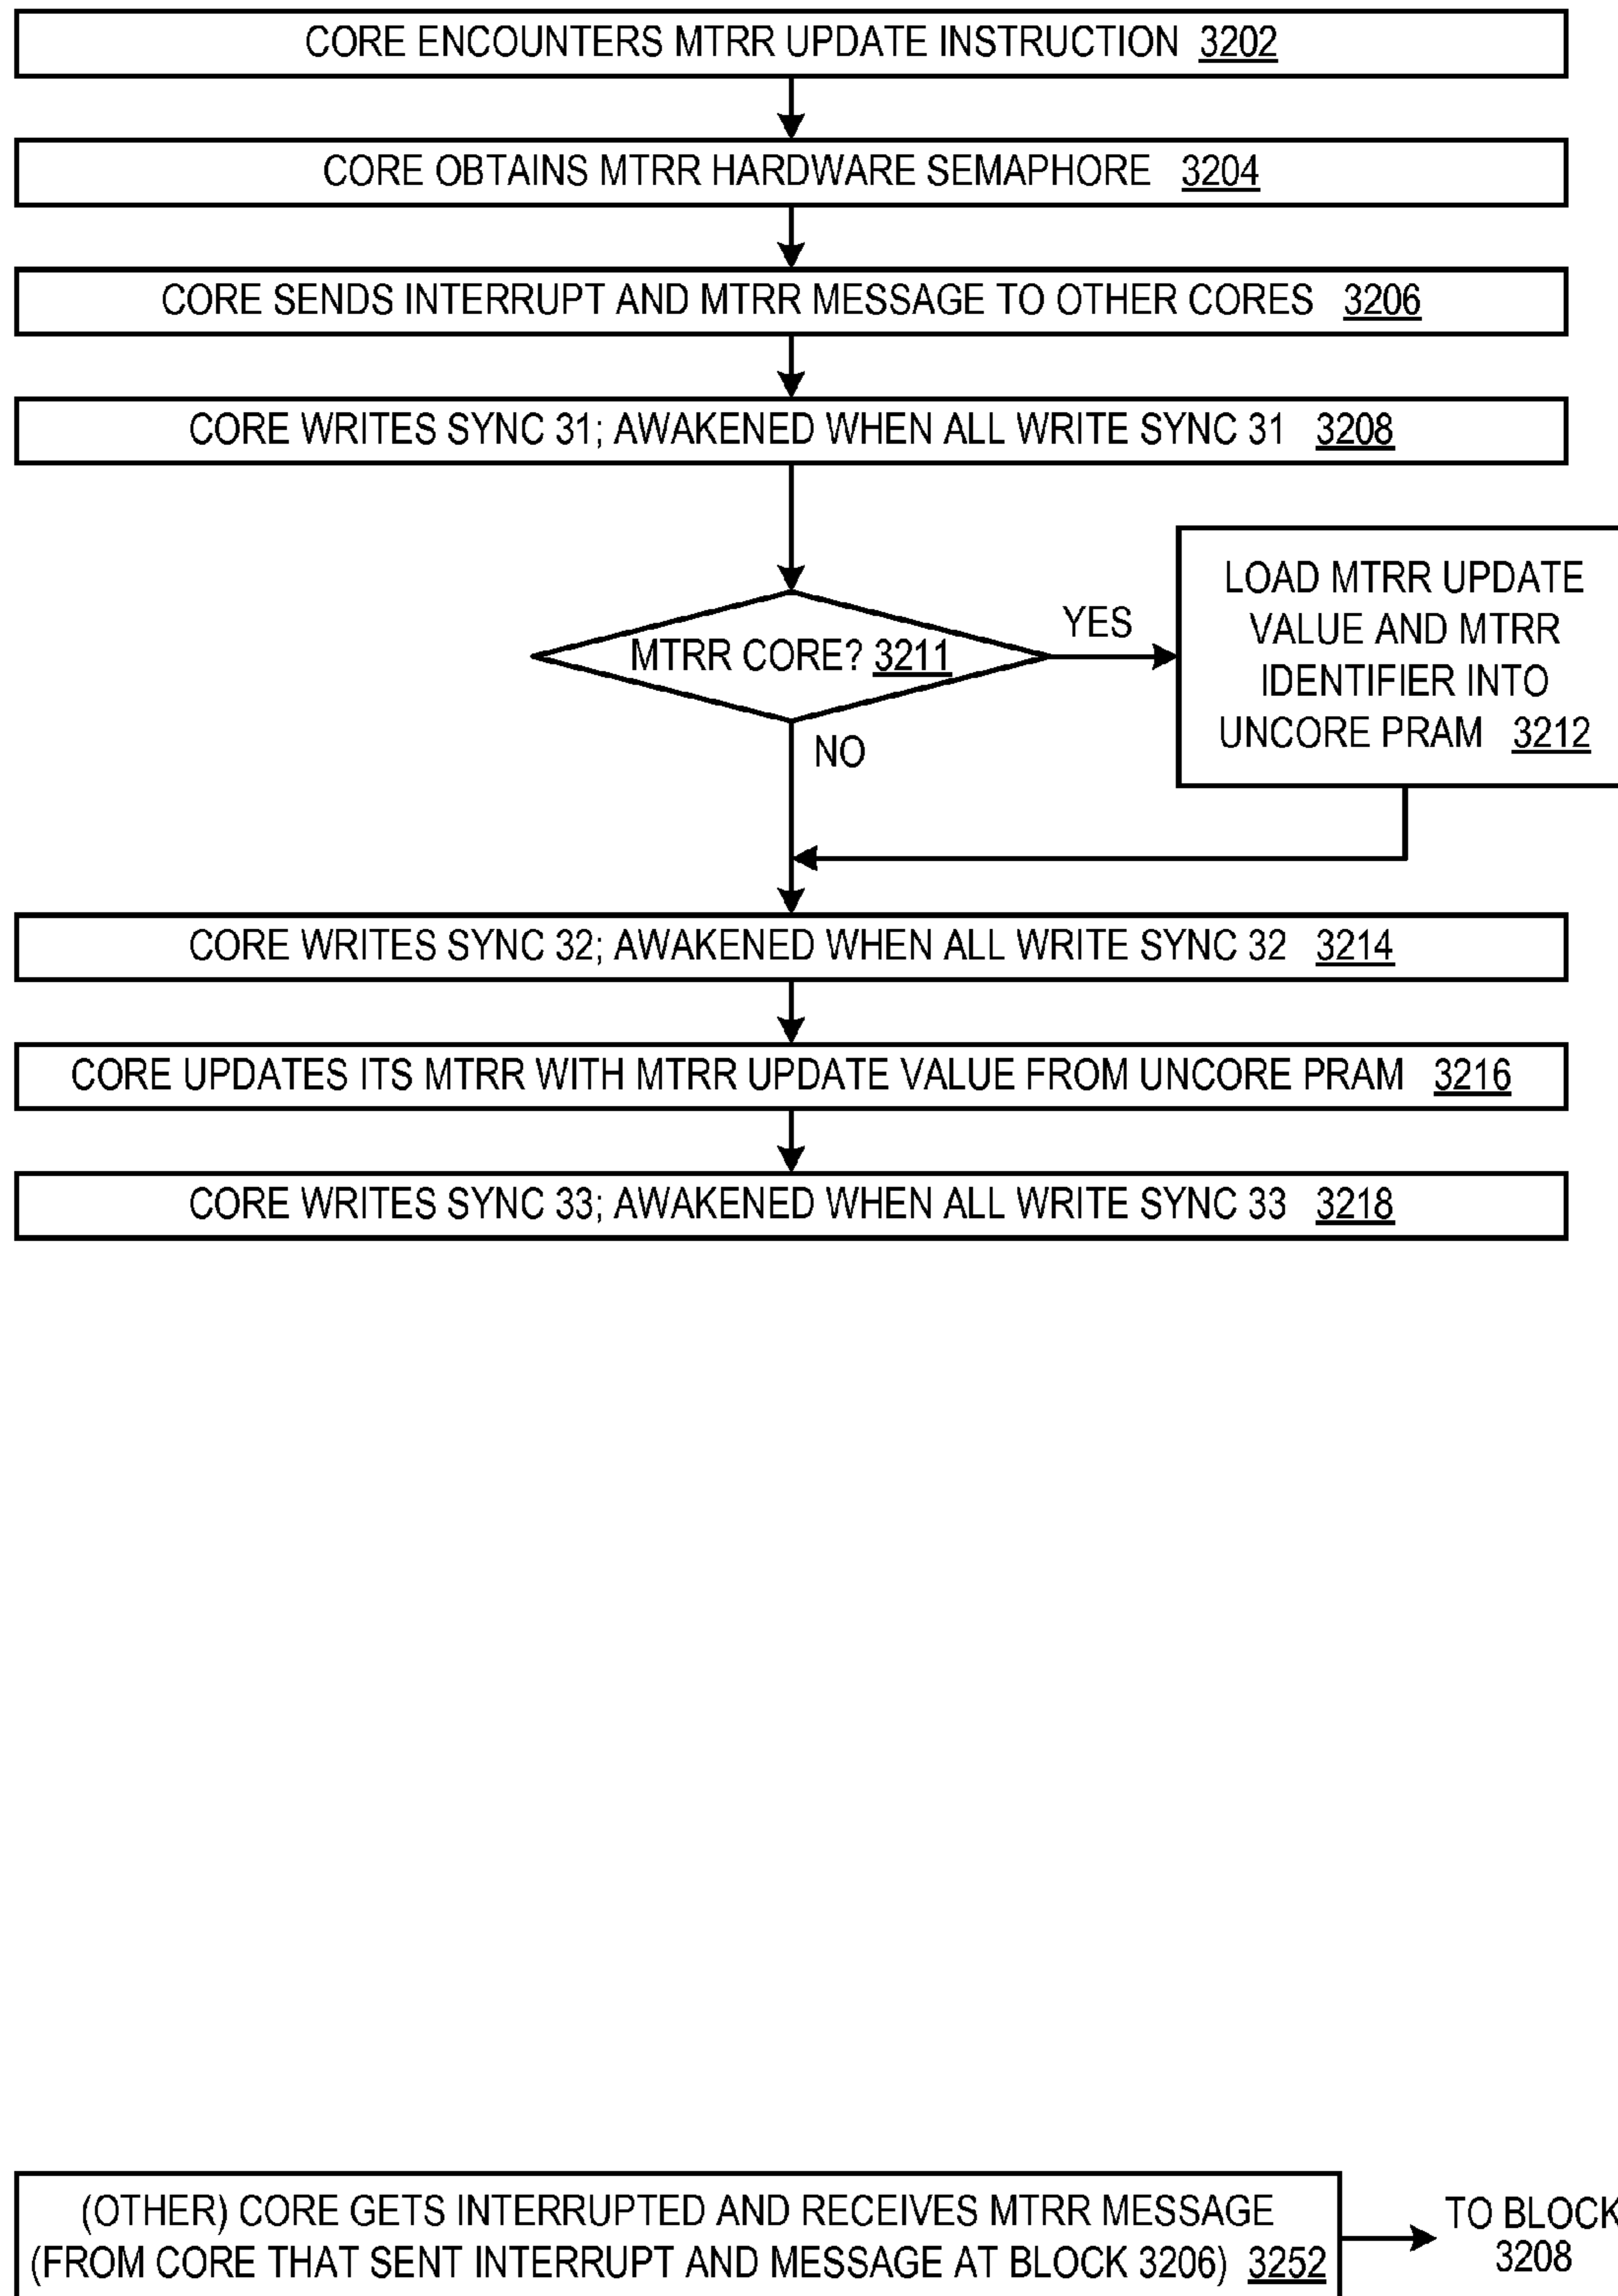 CORE ENCOUNTERS MTRR UPDATE INSTRUCTION 3202
CORE OBTAINS MTRR HARDWARE SEMAPHORE 3204
CORE SENDS INTERRUPT AND MTRR MESSAGE TO OTHER CORES 3206
CORE WRITES SYNC 31; AWAKENED WHEN ALL WRITE SYNC 31 3208
MTRR CORE? 3211
YES
LOAD MTRR UPDATE
VALUE AND MTRR
IDENTIFIER INTO
UNCORE PRAM 3212
NO
CORE WRITES SYNC 32; AWAKENED WHEN ALL WRITE SYNC 32 3214
CORE UPDATES ITS MTRR WITH MTRR UPDATE VALUE FROM UNCORE PRAM 3216
CORE WRITES SYNC 33; AWAKENED WHEN ALL WRITE SYNC 33 3218
(OTHER) CORE GETS INTERRUPTED AND RECEIVES MTRR MESSAGE
(FROM CORE THAT SENT INTERRUPT AND MESSAGE AT BLOCK 3206) 3252
TO BLOCK
3208